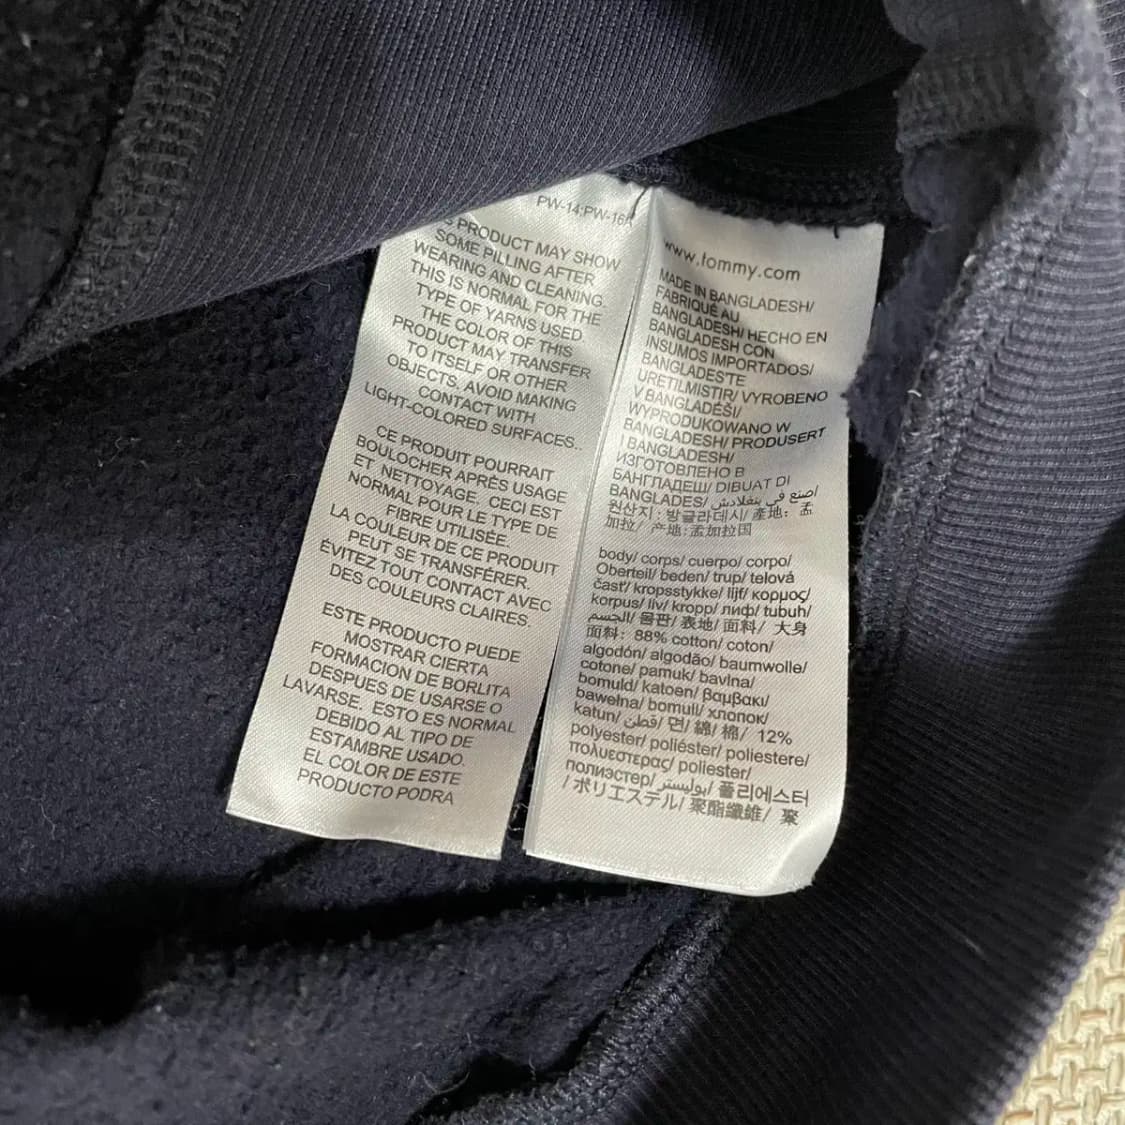 PW-14;PW-16A
S PRODUCT MAY SHOW
SOME PILLING AFTER
WEARING AND CLEANING.
THIS IS NORMAL FOR THE
TYPE OF YARNS USED.
THE COLOR OF THIS
PRODUCT MAY TRANSFER
TO ITSELF OR OTHER
OBJECTS, AVOID MAKING
CONTACT WITH
LIGHT-COLORED SURFACES..
CE PRODUIT POURRAIT
BOULOCHER APRÈS USAGE
ET NETTOYAGE. CECI EST
NORMAL POUR LE TYPE DE
FIBRE UTILISÉE.
LA COULEUR DE CE PRODUIT
PEUT SE TRANSFÉRER.
ÉVITEZ TOUT CONTACT AVEC
DES COULEURS CLAIRES.
ESTE PRODUCTO PUEDE
MOSTRAR CIERTA
FORMACION DE BORLITA
DESPUES DE USARSE O
LAVARSE. ESTO ES NORMAL
DEBIDO AL TIPO DE
ESTAMBRE USADO.
EL COLOR DE ESTE
PRODUCTO PODRA
www.tommy.com
MADE IN BANGLADESH/
FABRIQUÉ AU
BANGLADESH/ HECHO EN
BANGLADESH CON
INSUMOS IMPORTADOS/
BANGLADEŞTE
ÜRETILMISTIR/ VYROBENO
V BANGLADÉŠI/
WYPRODUKOWANO W
BANGLADESH/ PRODUSERT
I BANGLADESH/
ИЗГОТОВЛЕНО В
БАНГЛАДЕШ/ DIBUAT DI
BANGLADES/ صنع في بنغلاديش/
원산지 : 방글라데시/ 產地：孟
加拉/ 产地:孟加拉国
body/ corps/ cuerpo/ corpo/
Oberteil/ beden/ trup/ telová
časť/ kropsstykke/ lijf/ κορμος/
korpus/ liv/ kropp/ лиф/ tubuh/
الجسم/ 몸판/ 表地/ 面料/ 大身
面料：88% cotton/ coton/
algodón/ algodão/ baumwolle/
cotone/ pamuk/ bavlna/
bomuld/ katoen/ βαμβακι/
bawełna/ bomull/ хлопок/
katun/ قطن/ 면/ 綿/ 棉/ 12%
polyester/ poliéster/ poliestere/
πολυεστερας/ poliester/
полиэстер/ بوليستر/ 폴리에스터
/ ポリエステル/ 聚酯纖維/ 聚